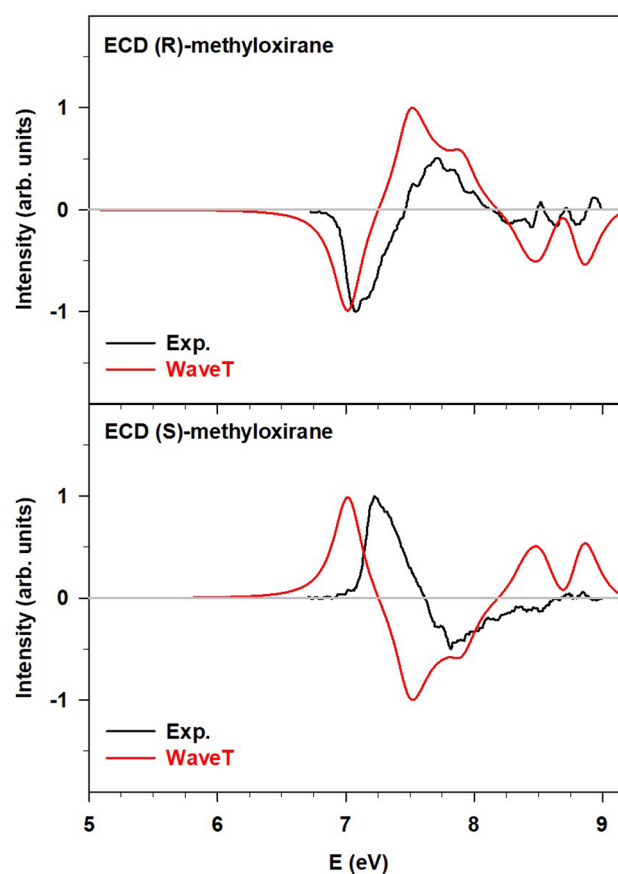 ECD (R)-methyloxirane
1
0
-1
Intensity (arb. units)
Exp.
WaveT
ECD (S)-methyloxirane
1
0
-1
Intensity (arb. units)
Exp.
WaveT
5 6 7 8 9
E (eV)